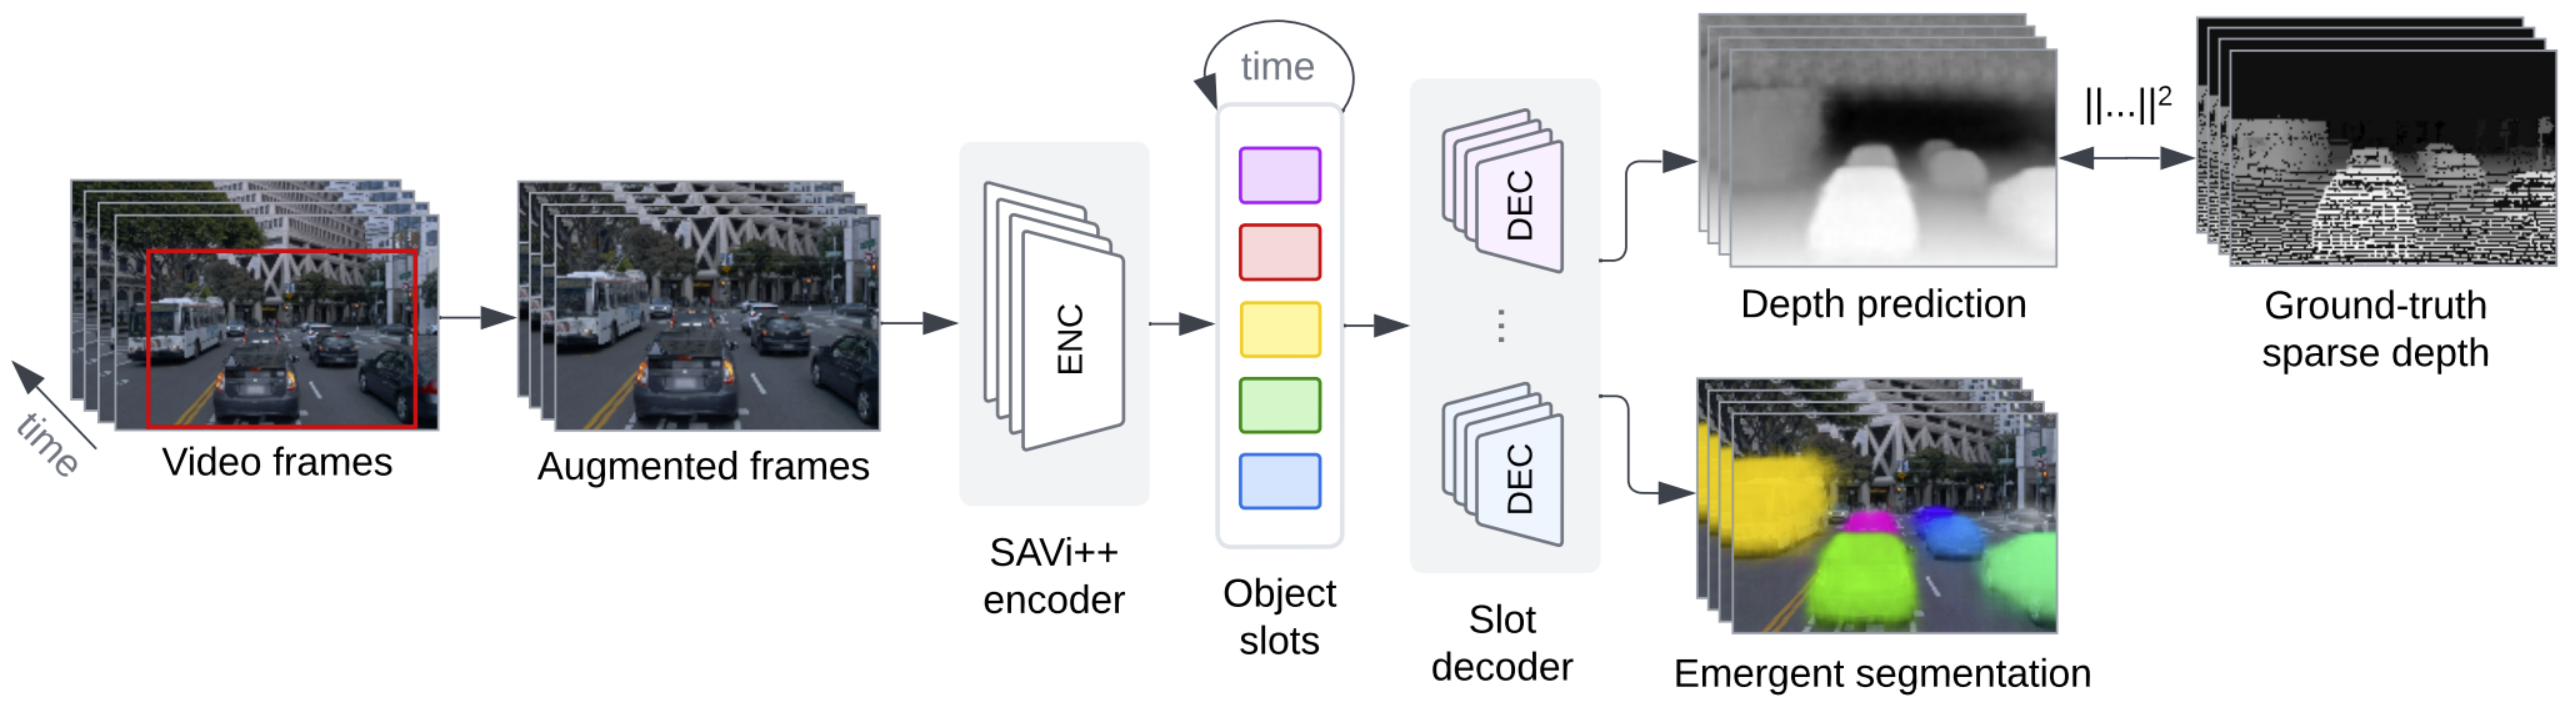 time
Video frames
Augmented frames
ENC
SAVi++
encoder
time
Object
slots
DEC
⋮
DEC
Slot
decoder
Depth prediction
||...||²
Ground-truth
sparse depth
Emergent segmentation